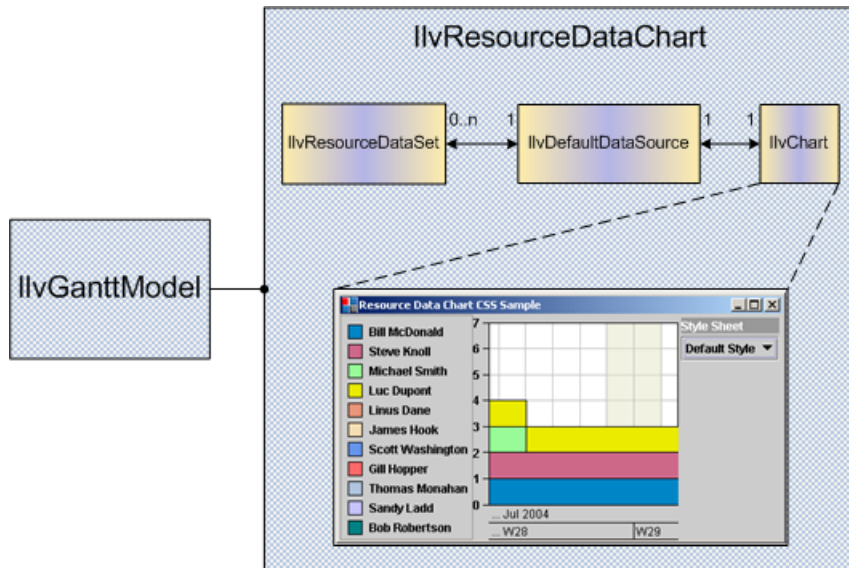 IlvResourceDataChart
0..n
1
1
1
IlvResourceDataSet
IlvDefaultDataSource
IlvChart
IlvGanttModel
Resource Data Chart CSS Sample
Style Sheet
Default Style
Bill McDonald
Steve Knoll
Michael Smith
Luc Dupont
Linus Dane
James Hook
Scott Washington
Gill Hopper
Thomas Monahan
Sandy Ladd
Bob Robertson
7
6
5
4
3
2
1
0
... Jul 2004
... W28
W29